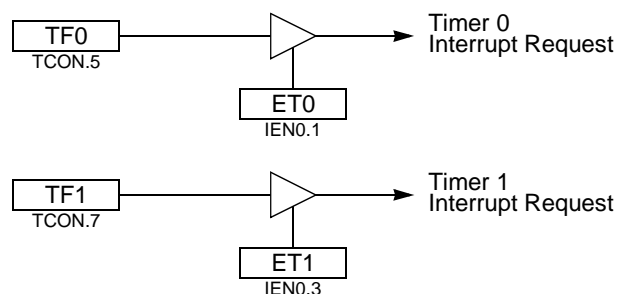 TF0
TCON.5
Timer 0
Interrupt Request
ET0
IEN0.1
TF1
TCON.7
Timer 1
Interrupt Request
ET1
IEN0.3